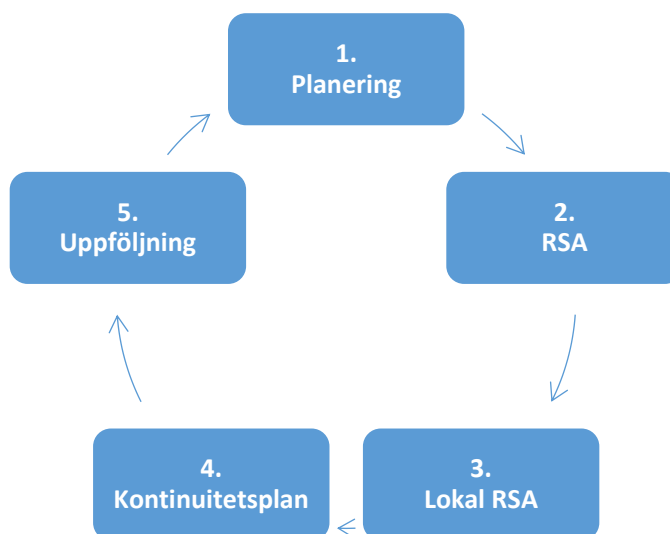 1.
Planering
2.
RSA
3.
Lokal RSA
4.
Kontinuitetsplan
5.
Uppföljning